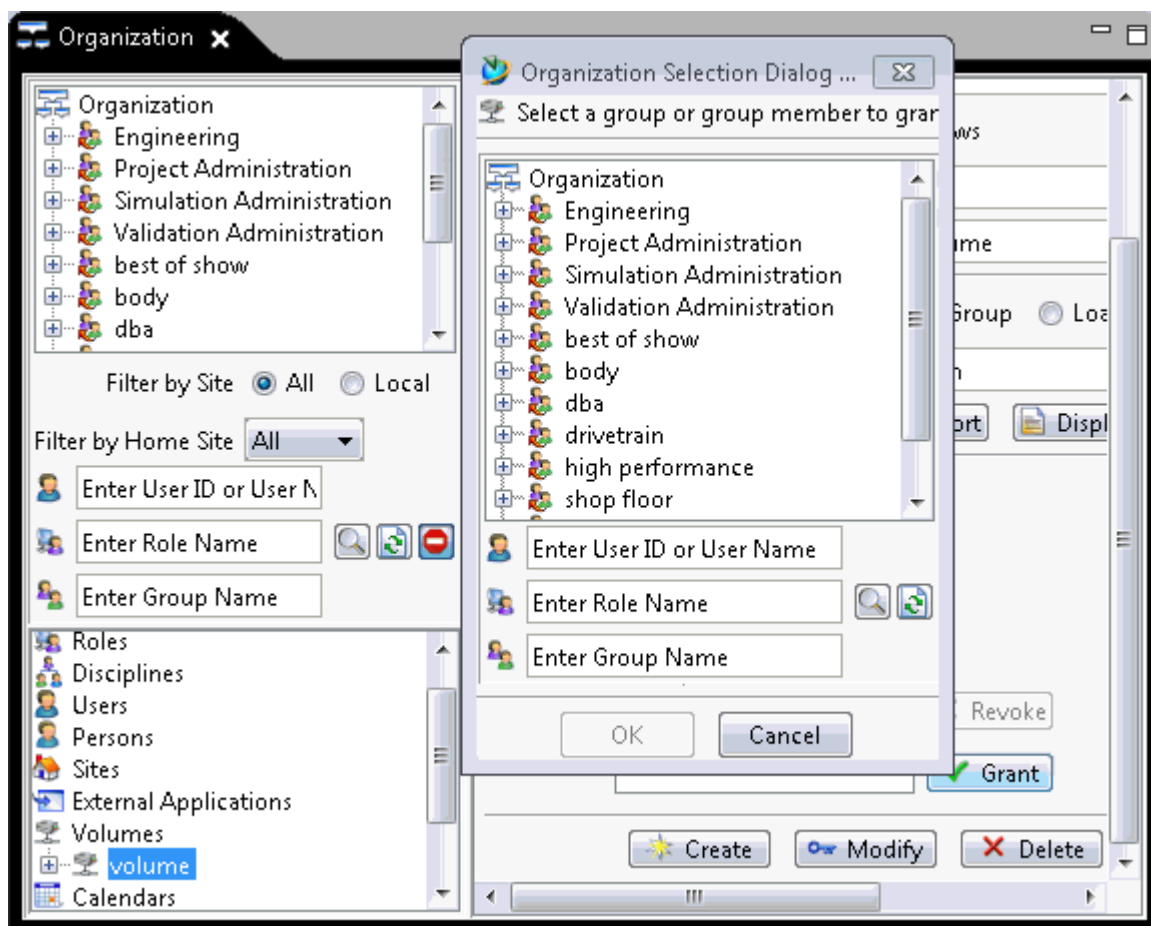 Organization
Organization
Engineering
Project Administration
Simulation Administration
Validation Administration
best of show
body
dba
Filter by Site All Local
Filter by Home Site All
Enter User ID or User N
Enter Role Name
Enter Group Name
Roles
Disciplines
Users
Persons
Sites
External Applications
Volumes
volume
Calendars
Organization Selection Dialog ...
Select a group or group member to gran
Organization
Engineering
Project Administration
Simulation Administration
Validation Administration
best of show
body
dba
drivetrain
high performance
shop floor
Enter User ID or User Name
Enter Role Name
Enter Group Name
OK Cancel
Group Loa
Displ
Revoke
Grant
Create Modify Delete